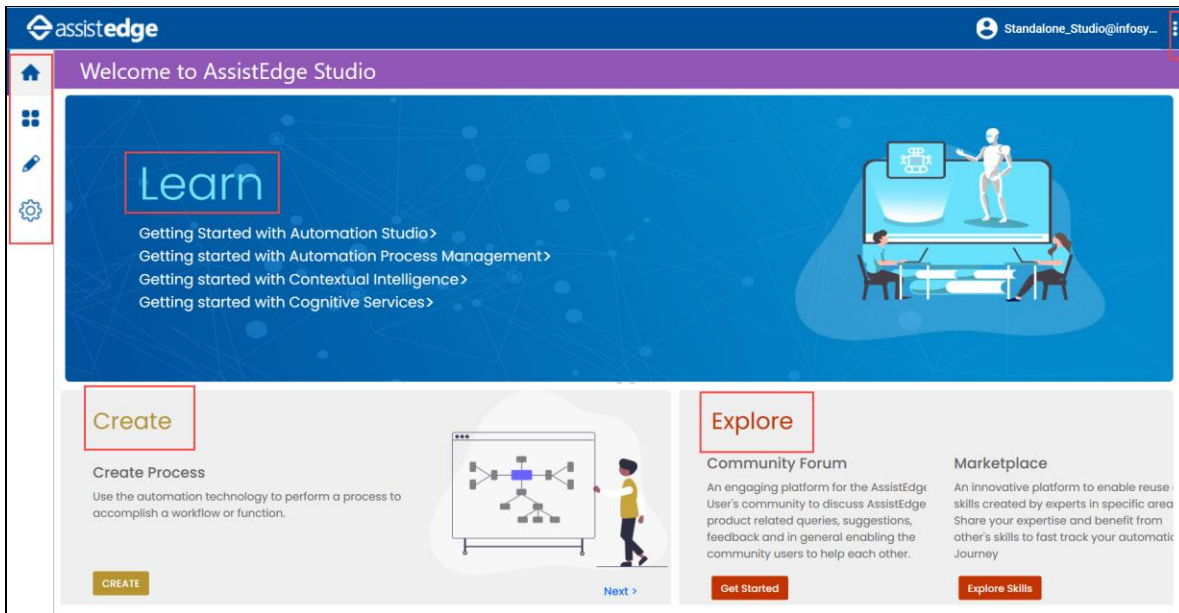 assistedge
Standalone_Studio@infosy...
Welcome to AssistEdge Studio
Learn
Getting Started with Automation Studio>
Getting started with Automation Process Management>
Getting started with Contextual Intelligence>
Getting started with Cognitive Services>
Create
Create Process
Use the automation technology to perform a process to
accomplish a workflow or function.
CREATE
Next >
Explore
Community Forum
An engaging platform for the AssistEdge
User's community to discuss AssistEdge
product related queries, suggestions,
feedback and in general enabling the
community users to help each other.
Get Started
Marketplace
An innovative platform to enable reuse
skills created by experts in specific area
Share your expertise and benefit from
other's skills to fast track your automatic
Journey
Explore Skills